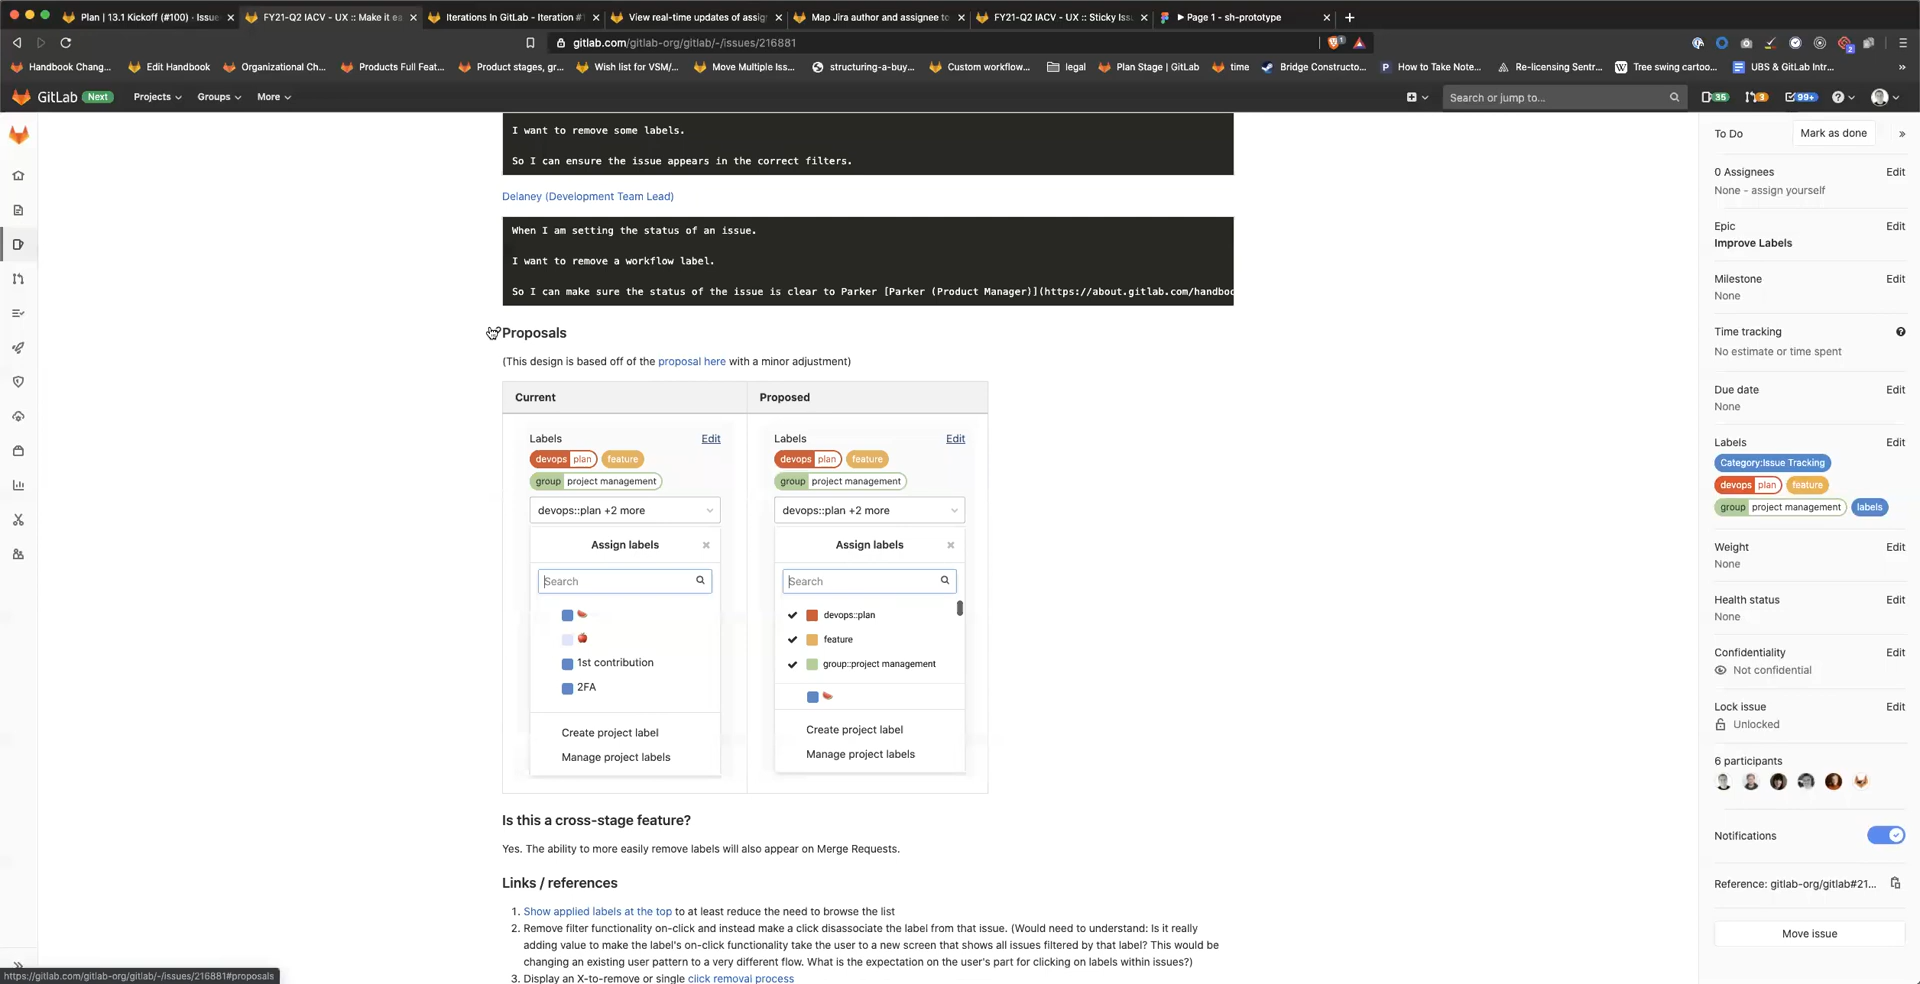 Plan | 13.1 Kickoff (#100) · Issue
FY21-Q2 IACV - UX :: Make it ea
Iterations In GitLab - Iteration #1
View real-time updates of assig
Map Jira author and assignee to
FY21-Q2 IACV - UX :: Sticky Iss
Page 1 - sh-prototype
gitlab.com/gitlab-org/gitlab/-/issues/216881
Handbook Chang...
Edit Handbook
Organizational Ch...
Products Full Feat...
Product stages, gr...
Wish list for VSM/...
Move Multiple Iss...
structuring-a-buy...
Custom workflow...
legal
Plan Stage | GitLab
time
Bridge Constructo...
How to Take Note...
Re-licensing Sentr...
Tree swing cartoo...
UBS & GitLab Intr...
GitLab Next Projects Groups More
Search or jump to...
35 3 99+
I want to remove some labels.
So I can ensure the issue appears in the correct filters.
Delaney (Development Team Lead)
When I am setting the status of an issue.
I want to remove a workflow label.
So I can make sure the status of the issue is clear to Parker [Parker (Product Manager)](https://about.gitlab.com/handboo
Proposals
(This design is based off of the proposal here with a minor adjustment)
Current Proposed
Labels Edit
devops plan feature
group project management
devops::plan +2 more
Assign labels
Search
1st contribution
2FA
Create project label
Manage project labels
Labels Edit
devops plan feature
group project management
devops::plan +2 more
Assign labels
Search
devops::plan
feature
group::project management
Create project label
Manage project labels
Is this a cross-stage feature?
Yes. The ability to more easily remove labels will also appear on Merge Requests.
Links / references
1. Show applied labels at the top to at least reduce the need to browse the list
2. Remove filter functionality on-click and instead make a click disassociate the label from that issue. (Would need to understand: Is it really
adding value to make the label's on-click functionality take the user to a new screen that shows all issues filtered by that label? This would be
changing an existing user pattern to a very different flow. What is the expectation on the user's part for clicking on labels within issues?)
3. Display an X-to-remove or single click removal process
To Do Mark as done
0 Assignees Edit
None - assign yourself
Epic Edit
Improve Labels
Milestone Edit
None
Time tracking
No estimate or time spent
Due date Edit
None
Labels Edit
Category:Issue Tracking
devops plan feature
group project management labels
Weight Edit
None
Health status Edit
None
Confidentiality Edit
Not confidential
Lock issue Edit
Unlocked
6 participants
Notifications
Reference: gitlab-org/gitlab#21...
Move issue
https://gitlab.com/gitlab-org/gitlab/-/issues/216881#proposals